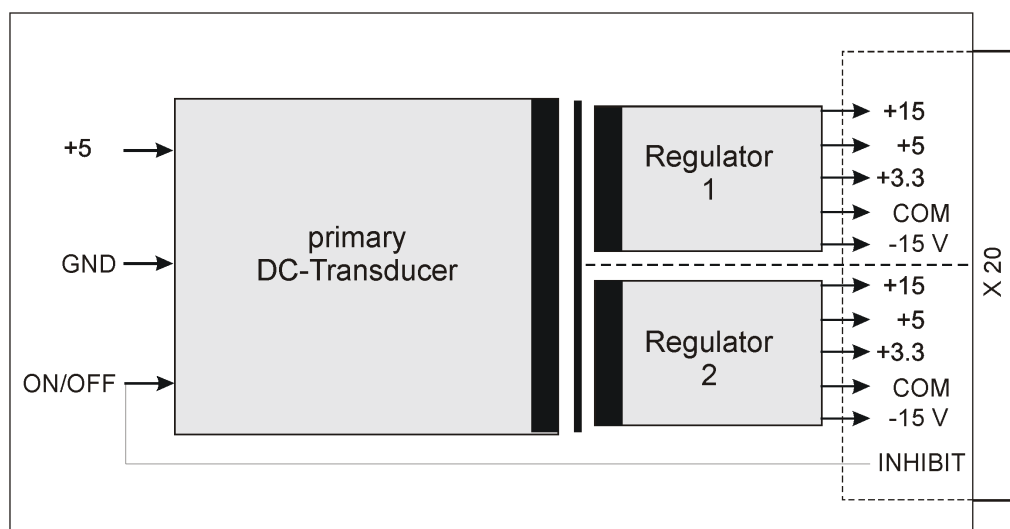 +5
GND
ON/OFF
primary
DC-Transducer
Regulator
1
+15
+5
+3.3
COM
-15 V
Regulator
2
+15
+5
+3.3
COM
-15 V
INHIBIT
X 20